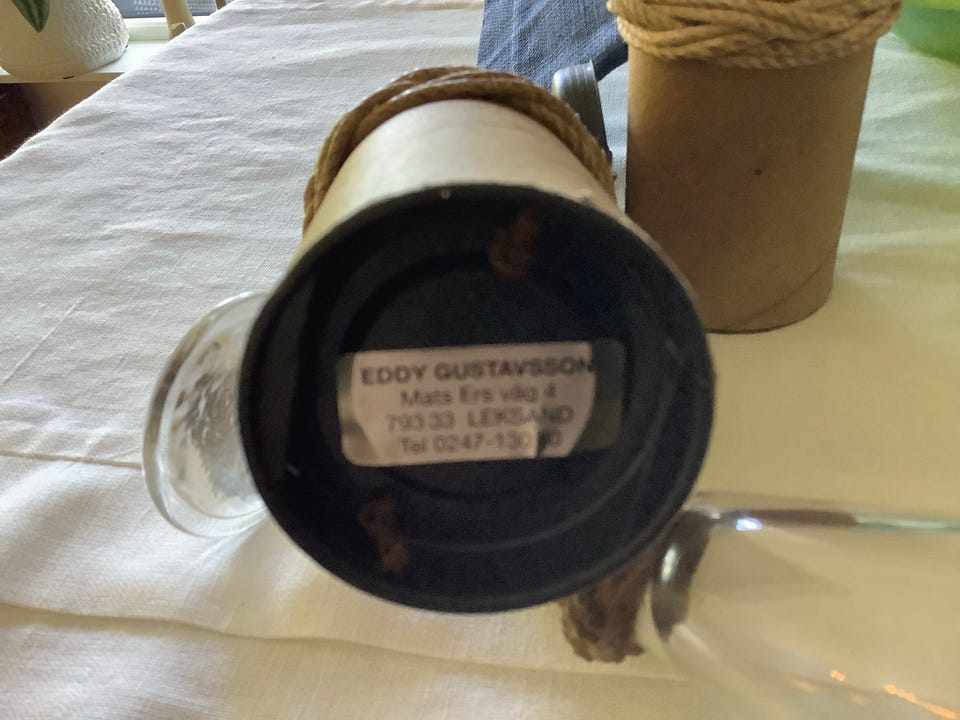 EDDY GUSTAVSSON
Mats Ers väg 4
793 33 LEKSAND
Tel 0247-130